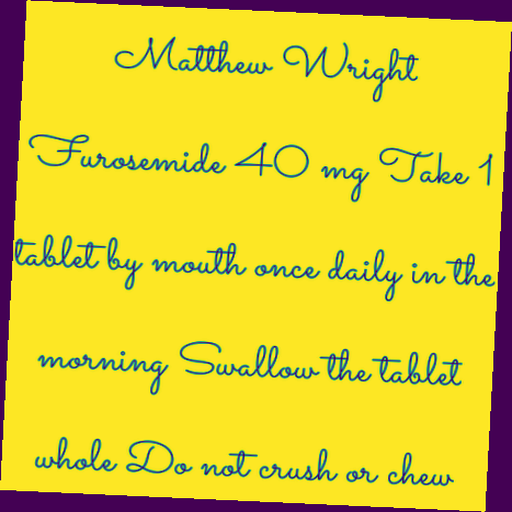 Matthew Wright
Furosemide 40 mg Take 1
tablet by mouth once daily in the
morning Swallow the tablet
whole Do not crush or chew